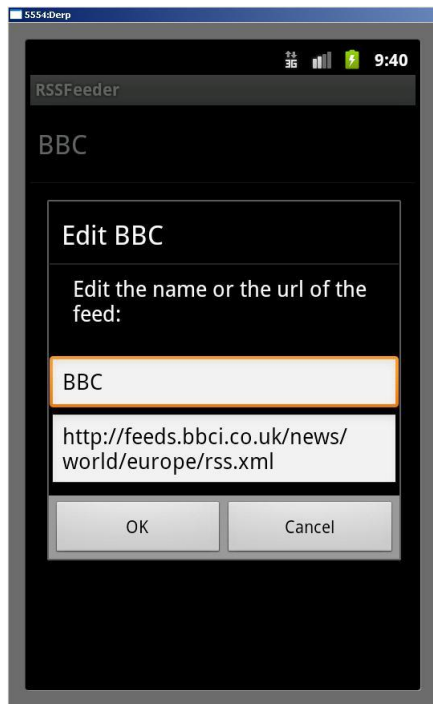 5554:Derp
3G
9:40
RSSFeeder
BBC
Edit BBC
Edit the name or the url of the
feed:
BBC
http://feeds.bbci.co.uk/news/
world/europe/rss.xml
OK
Cancel